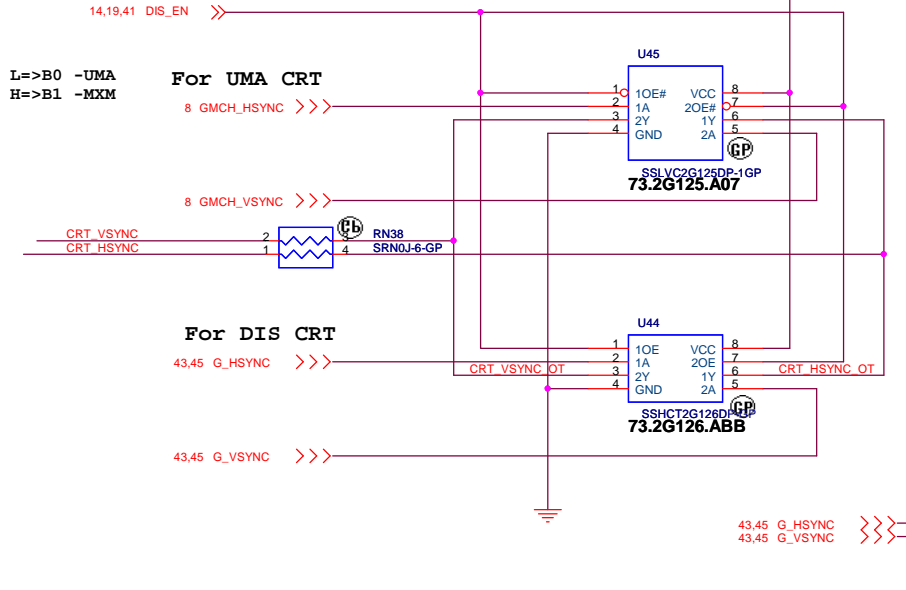 14,19,41 DIS_EN
L=>B0 -UMA
H=>B1 -MXM
For UMA CRT
8 GMCH_HSYNC
U45
1 1OE# VCC 8
2 1A 2OE# 7
3 2Y 1Y 6
4 GND 2A 5
GP
SSLVC2G125DP-1GP
73.2G125.A07
8 GMCH_VSYNC
CRT_VSYNC 2 3 RN38
CRT_HSYNC 1 4 SRN0J-6-GP
For DIS CRT
U44
43,45 G_HSYNC
1 1OE VCC 8
2 1A 2OE 7
CRT_VSYNC_OT 3 2Y 1Y 6 CRT_HSYNC_OT
4 GND 2A 5
GP
73.2G126.ABB
43,45 G_VSYNC
43,45 G_HSYNC
43,45 G_VSYNC